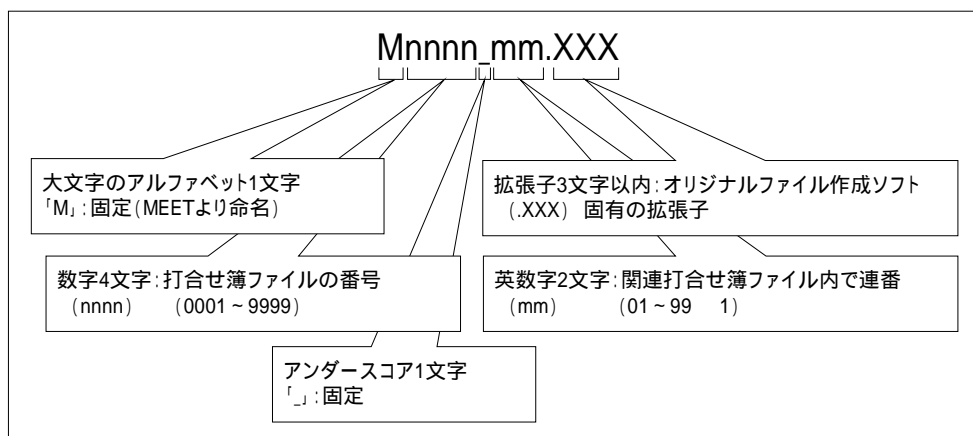 Mnnnn_mm.XXX
大文字のアルファベット1文字
「M」:固定(MEETより命名)
拡張子3文字以内:オリジナルファイル作成ソフト
(.XXX) 固有の拡張子
数字4文字:打合せ簿ファイルの番号
(nnnn) (0001~9999)
英数字2文字:関連打合せ簿ファイル内で連番
(mm) (01~99 1)
アンダースコア1文字
「_」:固定